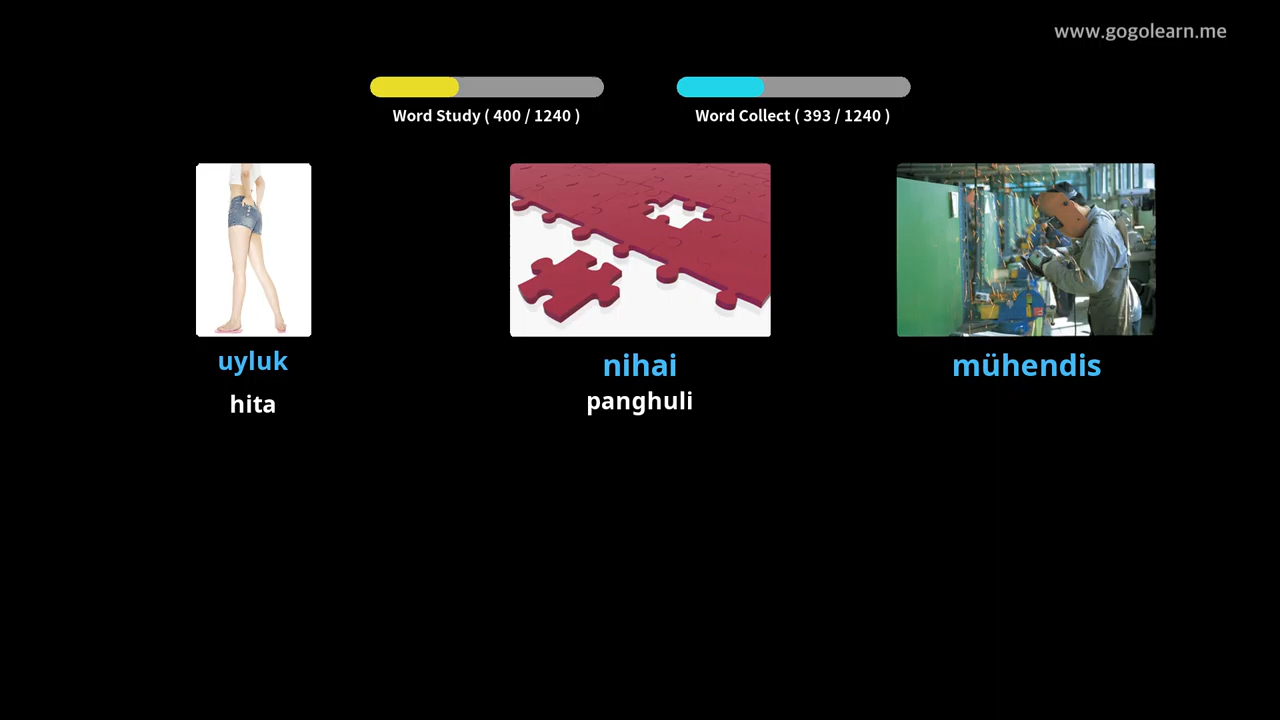 www.gogolearn.me
Word Study ( 400 / 1240 )
Word Collect ( 393 / 1240 )
uyluk
hita
nihai
panghuli
mühendis